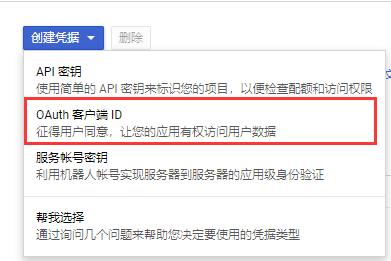 创建凭据
删除
API 密钥
使用简单的 API 密钥来标识您的项目，以便检查配额和访问权限
OAuth 客户端 ID
征得用户同意，让您的应用有权访问用户数据
服务帐号密钥
利用机器人帐号实现服务器到服务器的应用级身份验证
帮我选择
通过询问几个问题来帮助您决定要使用的凭据类型